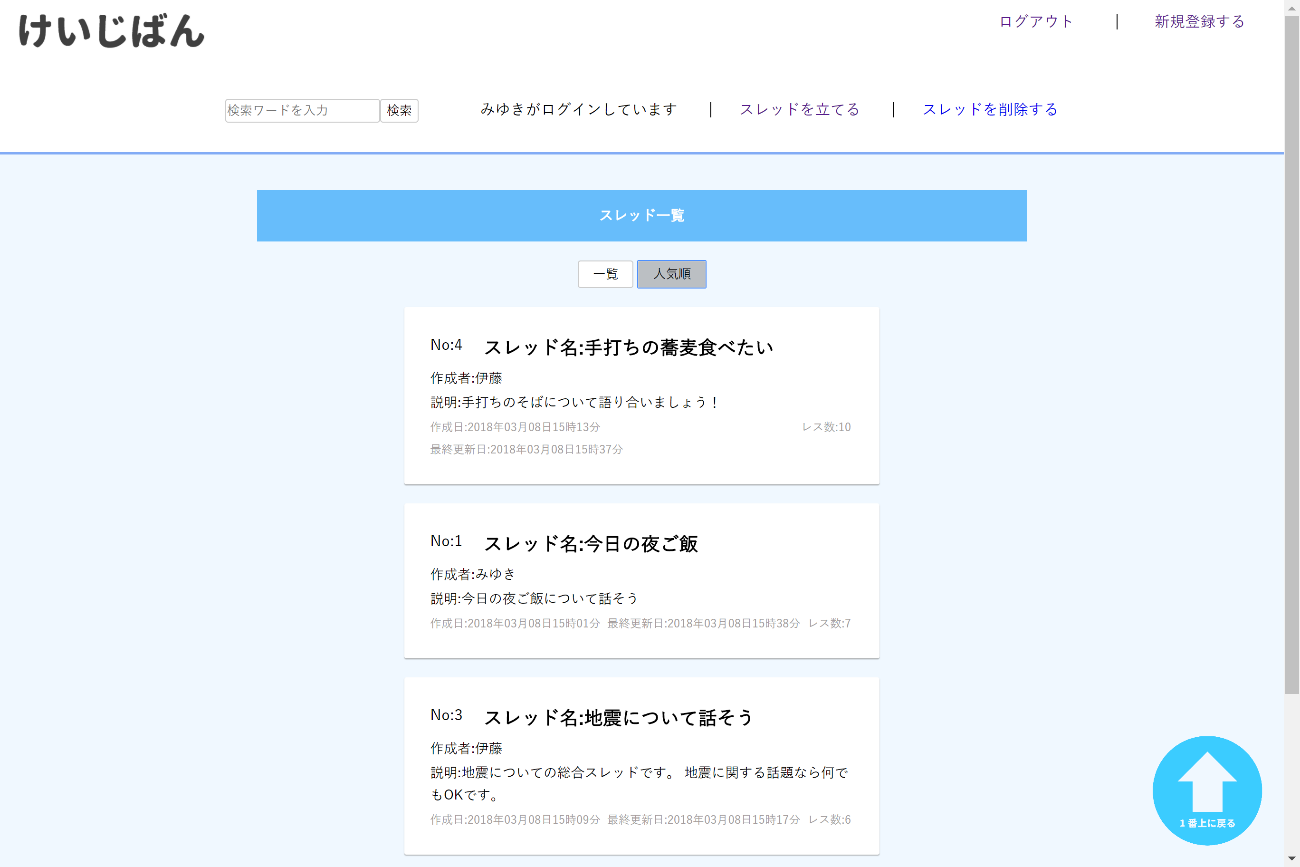 けいじばん
ログアウト | 新規登録する
検索ワードを入力 検索 みゆきがログインしています | スレッドを立てる | スレッドを削除する
スレッド一覧
一覧 人気順
No:4 スレッド名:手打ちの蕎麦食べたい
作成者:伊藤
説明:手打ちのそばについて語り合いましょう！
作成日:2018年03月08日15時13分 レス数:10
最終更新日:2018年03月08日15時37分
No:1 スレッド名:今日の夜ご飯
作成者:みゆき
説明:今日の夜ご飯について話そう
作成日:2018年03月08日15時01分 最終更新日:2018年03月08日15時38分 レス数:7
No:3 スレッド名:地震について話そう
作成者:伊藤
説明:地震についての総合スレッドです。 地震に関する話題なら何で
もOKです。
作成日:2018年03月08日15時09分 最終更新日:2018年03月08日15時17分 レス数:6
１番上に戻る